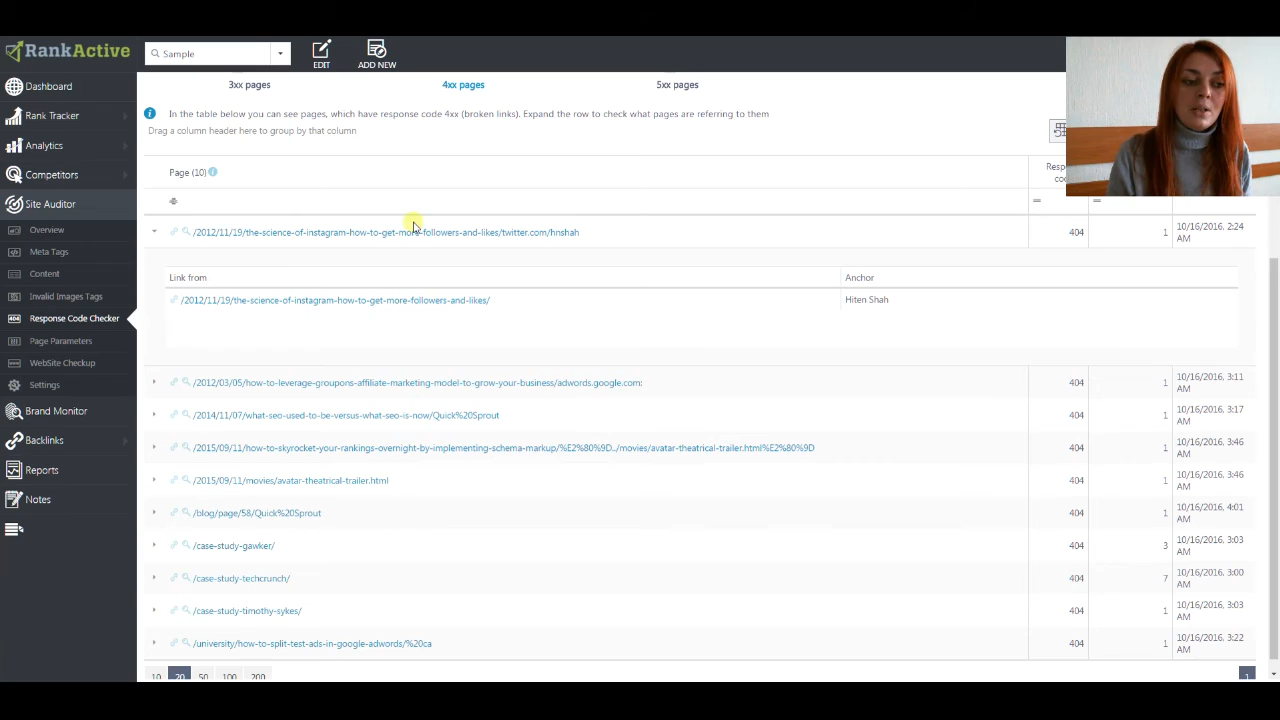 RankActive
Sample
EDIT
ADD NEW
Dashboard
Rank Tracker
Analytics
Competitors
Site Auditor
Overview
Meta Tags
Content
Invalid Images Tags
404 Response Code Checker
Page Parameters
WebSite Checkup
Settings
Brand Monitor
Backlinks
Reports
Notes
3xx pages 4xx pages 5xx pages
In the table below you can see pages, which have response code 4xx (broken links). Expand the row to check what pages are referring to them
Drag a column header here to group by that column
Page (10)
= =
/2012/11/19/the-science-of-instagram-how-to-get-more-followers-and-likes/twitter.com/hnshah 404 1 10/16/2016, 2:24
AM
Link from Anchor
/2012/11/19/the-science-of-instagram-how-to-get-more-followers-and-likes/ Hiten Shah
/2012/03/05/how-to-leverage-groupons-affiliate-marketing-model-to-grow-your-business/adwords.google.com: 404 1 10/16/2016, 3:11
AM
/2014/11/07/what-seo-used-to-be-versus-what-seo-is-now/Quick%20Sprout 404 1 10/16/2016, 3:17
AM
/2015/09/11/how-to-skyrocket-your-rankings-overnight-by-implementing-schema-markup/%E2%80%9D../movies/avatar-theatrical-trailer.html%E2%80%9D 404 1 10/16/2016, 3:46
AM
/2015/09/11/movies/avatar-theatrical-trailer.html 404 1 10/16/2016, 3:46
AM
/blog/page/58/Quick%20Sprout 404 1 10/16/2016, 4:01
AM
/case-study-gawker/ 404 3 10/16/2016, 3:03
AM
/case-study-techcrunch/ 404 7 10/16/2016, 3:00
AM
/case-study-timothy-sykes/ 404 1 10/16/2016, 3:03
AM
/university/how-to-split-test-ads-in-google-adwords/%20ca 404 1 10/16/2016, 3:22
AM
10 20 50 100 200 1